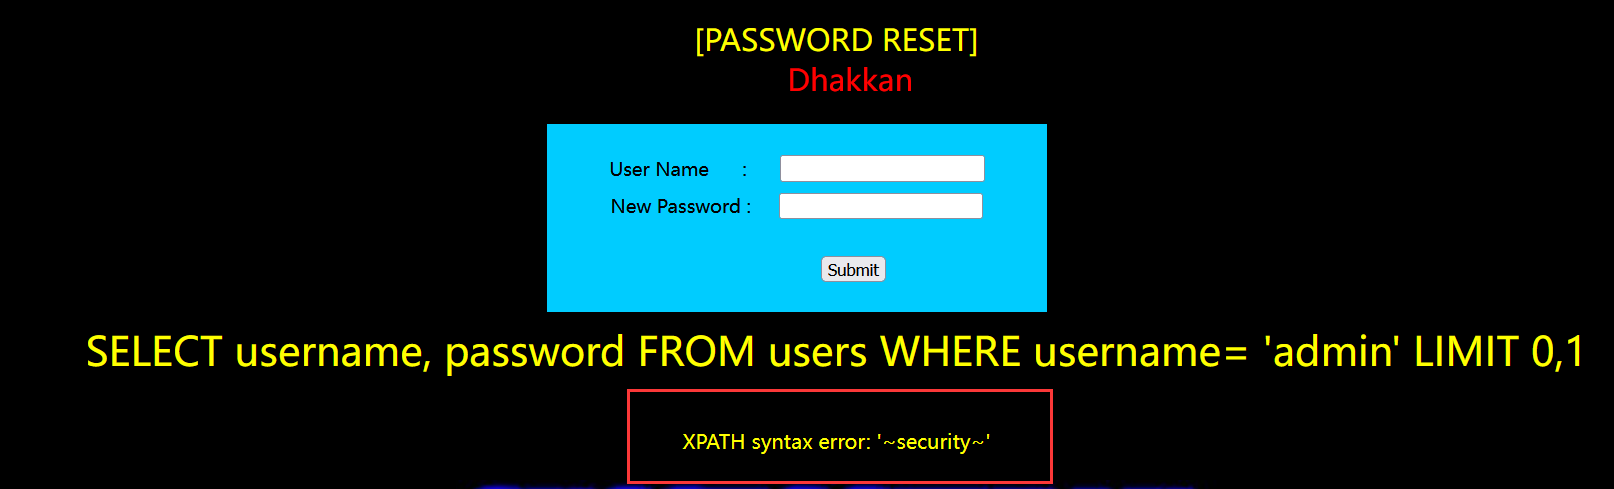 [PASSWORD RESET]
Dhakkan
User Name :
New Password :
Submit
SELECT username, password FROM users WHERE username= 'admin' LIMIT 0,1
XPATH syntax error: '~security~'